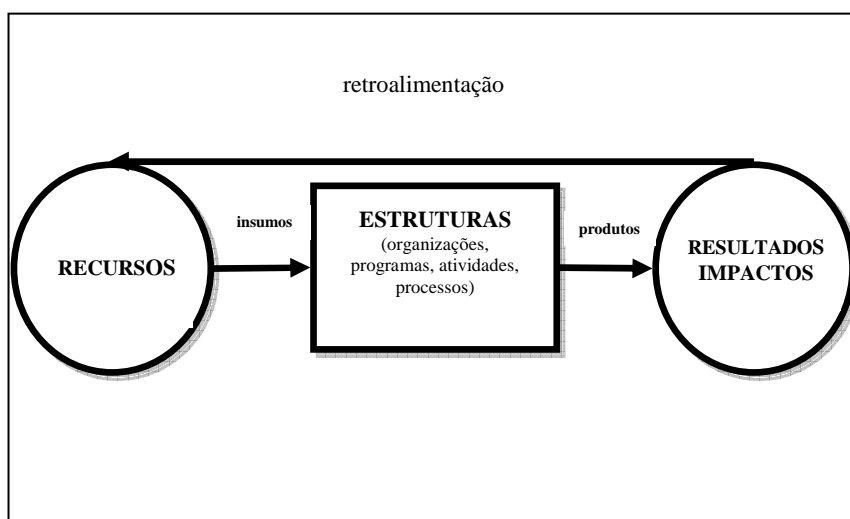 retroalimentação
insumos
ESTRUTURAS
(organizações,
programas, atividades,
processos)
produtos
RECURSOS
RESULTADOS
IMPACTOS